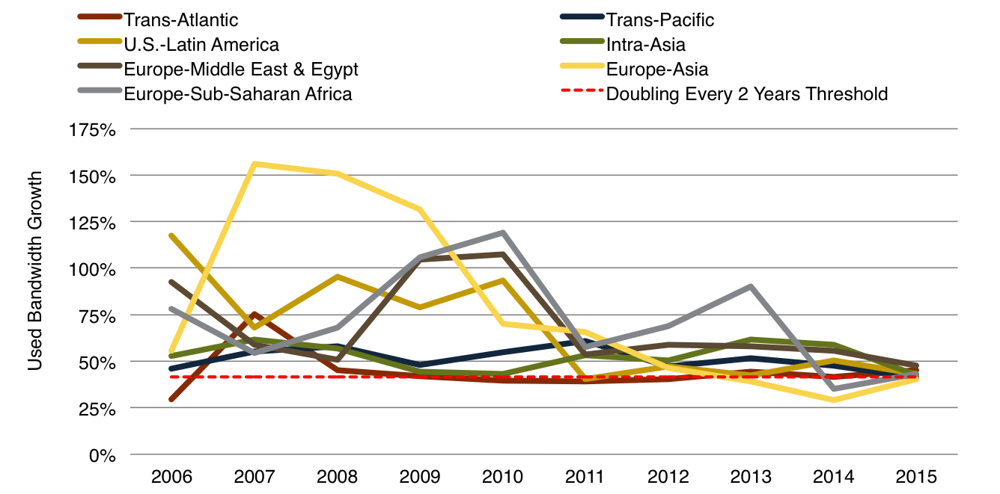 Trans-Atlantic
Trans-Pacific
U.S.-Latin America
Intra-Asia
Europe-Middle East & Egypt
Europe-Asia
Europe-Sub-Saharan Africa
Doubling Every 2 Years Threshold
Used Bandwidth Growth
175%
150%
125%
100%
75%
50%
25%
0%
2006 2007 2008 2009 2010 2011 2012 2013 2014 2015